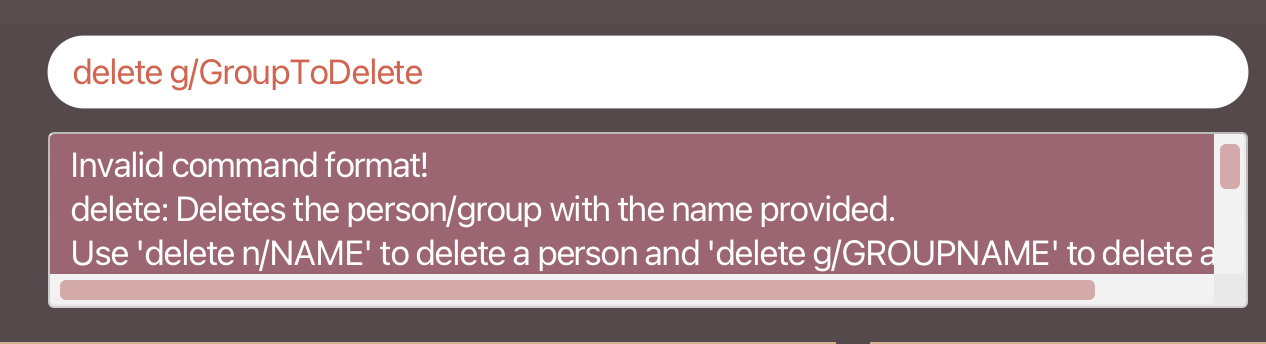 delete g/GroupToDelete
Invalid command format!
delete: Deletes the person/group with the name provided.
Use 'delete n/NAME' to delete a person and 'delete g/GROUPNAME' to delete a